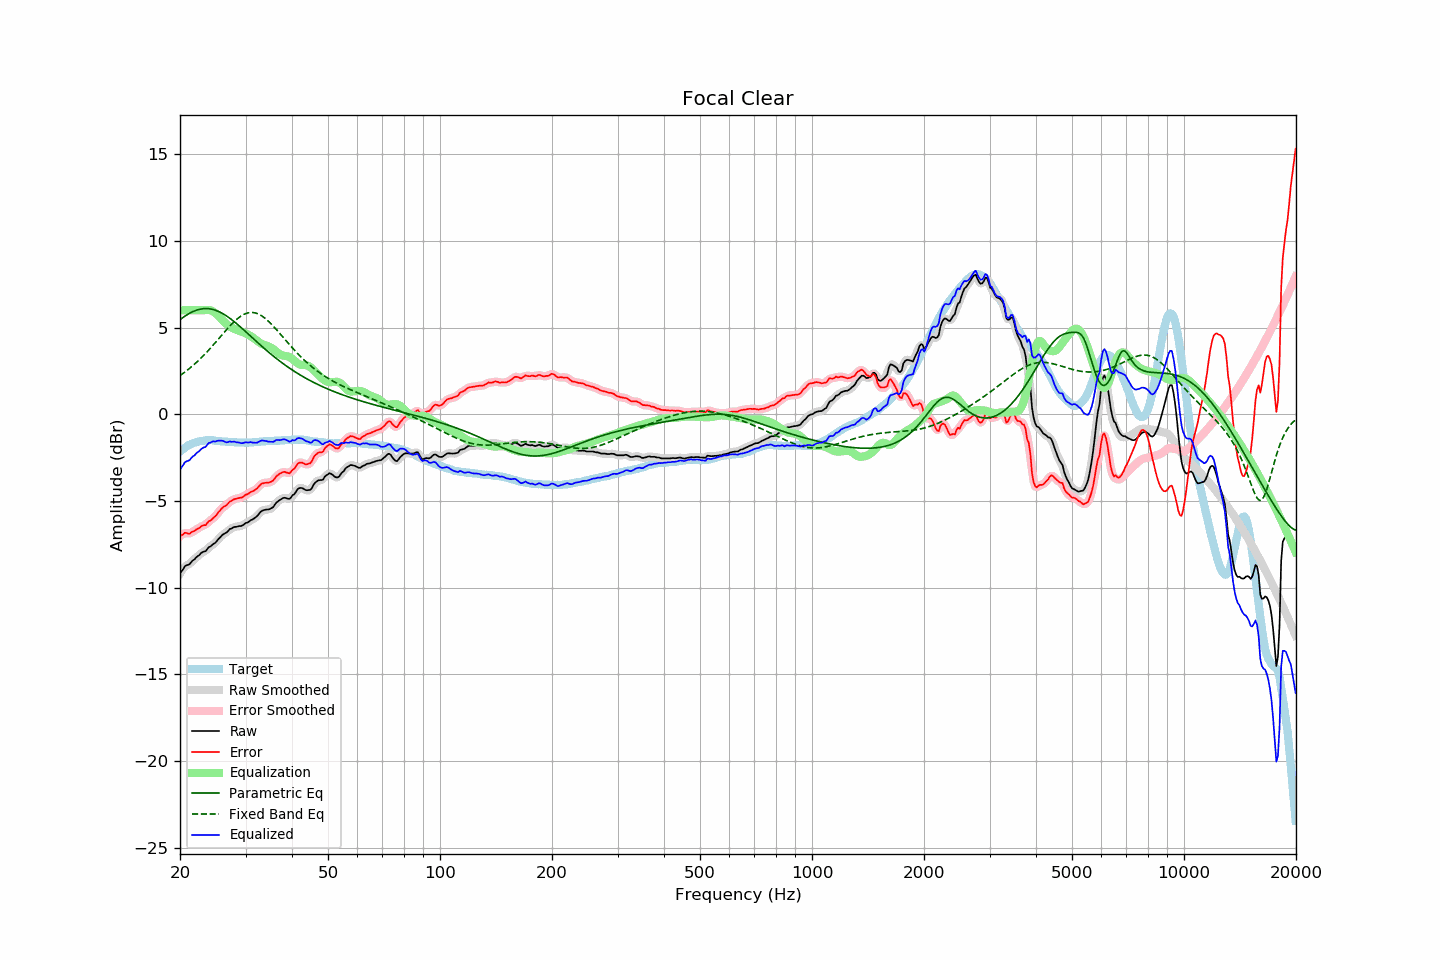 Focal Clear
15
10
5
0
−5
−10
−15
−20
−25
Amplitude (dBr)
Target
Raw Smoothed
Error Smoothed
Raw
Error
Equalization
Parametric Eq
Fixed Band Eq
Equalized
20 50 100 200 500 1000 2000 5000 10000 20000
Frequency (Hz)